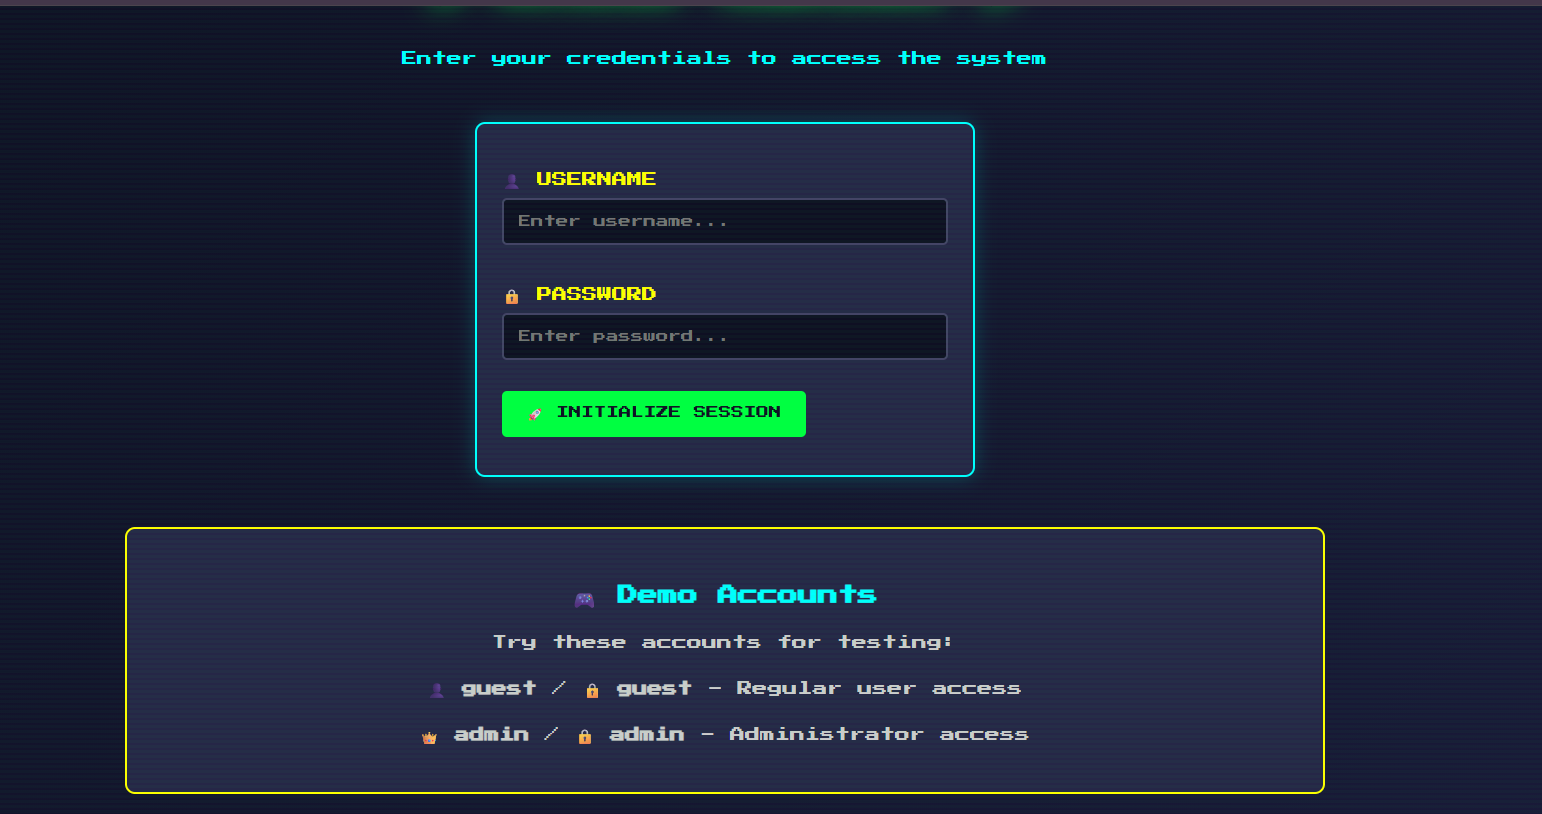 Enter your credentials to access the system
USERNAME
Enter username...
PASSWORD
Enter password...
INITIALIZE SESSION
Demo Accounts
Try these accounts for testing:
guest / guest - Regular user access
admin / admin - Administrator access